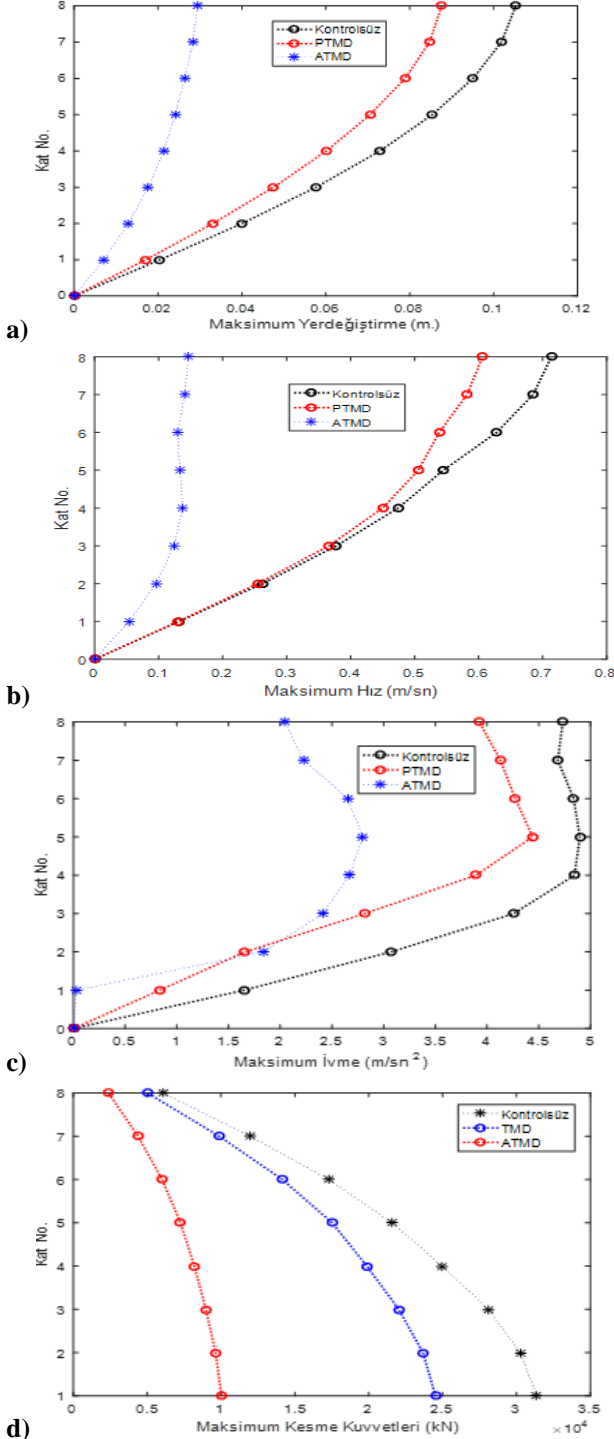 8
7
6
5
4
3
2
1
0
Kat No.
Kontrolsüz
PTMD
ATMD
0 0.02 0.04 0.06 0.08 0.1 0.12
Maksimum Yerdeğiştirme (m.)
a)
8
7
6
5
4
3
2
1
0
Kat No.
Kontrolsüz
PTMD
ATMD
0 0.1 0.2 0.3 0.4 0.5 0.6 0.7 0.8
Maksimum Hız (m/sn)
b)
8
7
6
5
4
3
2
1
0
Kat No.
Kontrolsüz
PTMD
ATMD
0 0.5 1 1.5 2 2.5 3 3.5 4 4.5 5
Maksimum İvme (m/sn²)
c)
8
7
6
5
4
3
2
1
Kat No.
Kontrolsüz
TMD
ATMD
0 0.5 1 1.5 2 2.5 3 3.5
Maksimum Kesme Kuvvetleri (kN) ×10⁴
d)